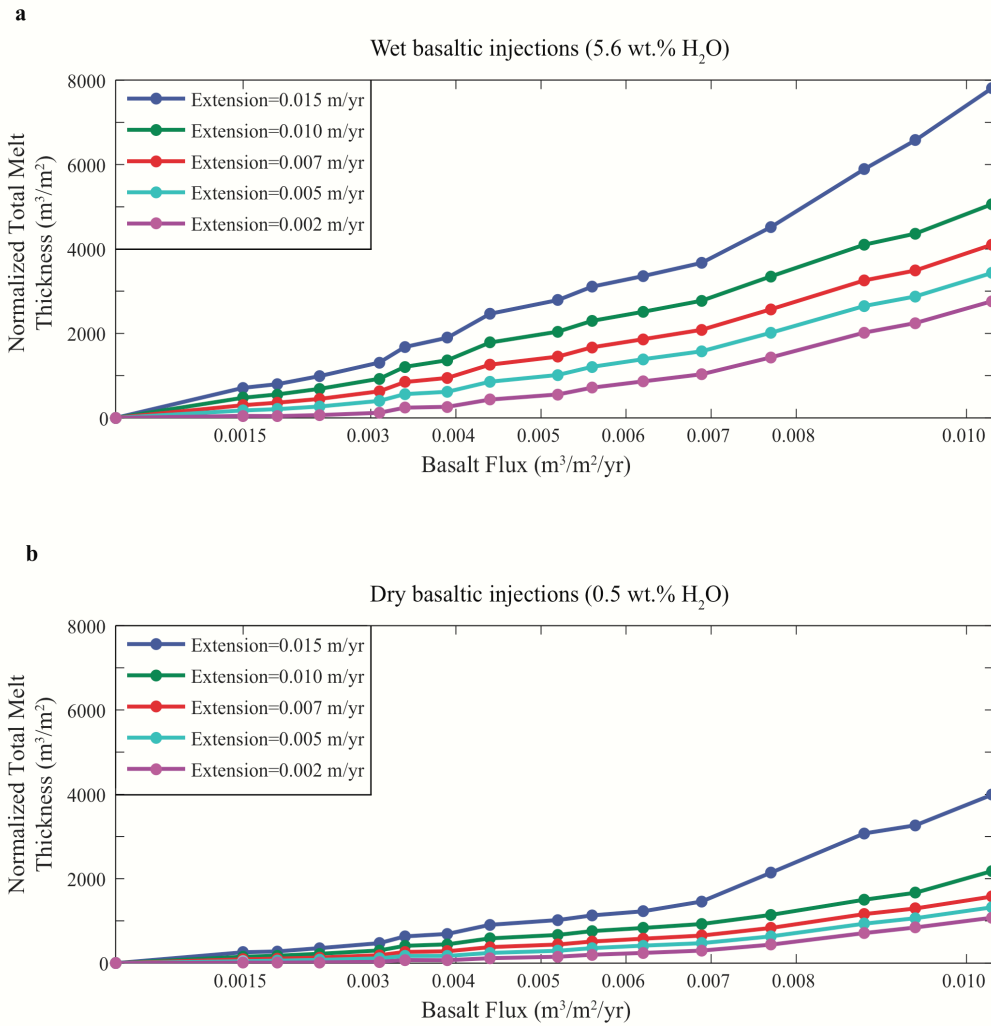 a
Wet basaltic injections (5.6 wt.% H₂O)
Normalized Total Melt
Thickness (m³/m²)
8000
6000
4000
2000
0
Extension=0.015 m/yr
Extension=0.010 m/yr
Extension=0.007 m/yr
Extension=0.005 m/yr
Extension=0.002 m/yr
0.0015 0.003 0.004 0.005 0.006 0.007 0.008 0.010
Basalt Flux (m³/m²/yr)
b
Dry basaltic injections (0.5 wt.% H₂O)
Normalized Total Melt
Thickness (m³/m²)
8000
6000
4000
2000
0
Extension=0.015 m/yr
Extension=0.010 m/yr
Extension=0.007 m/yr
Extension=0.005 m/yr
Extension=0.002 m/yr
0.0015 0.003 0.004 0.005 0.006 0.007 0.008 0.010
Basalt Flux (m³/m²/yr)